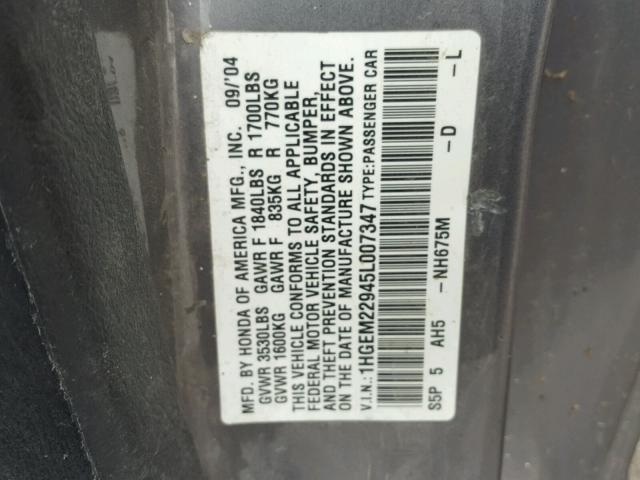 MFD. BY HONDA OF AMERICA MFG., INC. 09/'04
GVWR 3530LBS GAWR F 1840LBS R 1700LBS
GVWR 1600KG GAWR F 835KG R 770KG
THIS VEHICLE CONFORMS TO ALL APPLICABLE
FEDERAL MOTOR VEHICLE SAFETY, BUMPER,
AND THEFT PREVENTION STANDARDS IN EFFECT
ON THE DATE OF MANUFACTURE SHOWN ABOVE.
V.I.N.: 1HGEM22945L007347 TYPE: PASSENGER CAR
S5P 5 AH5 -NH675M -D -L